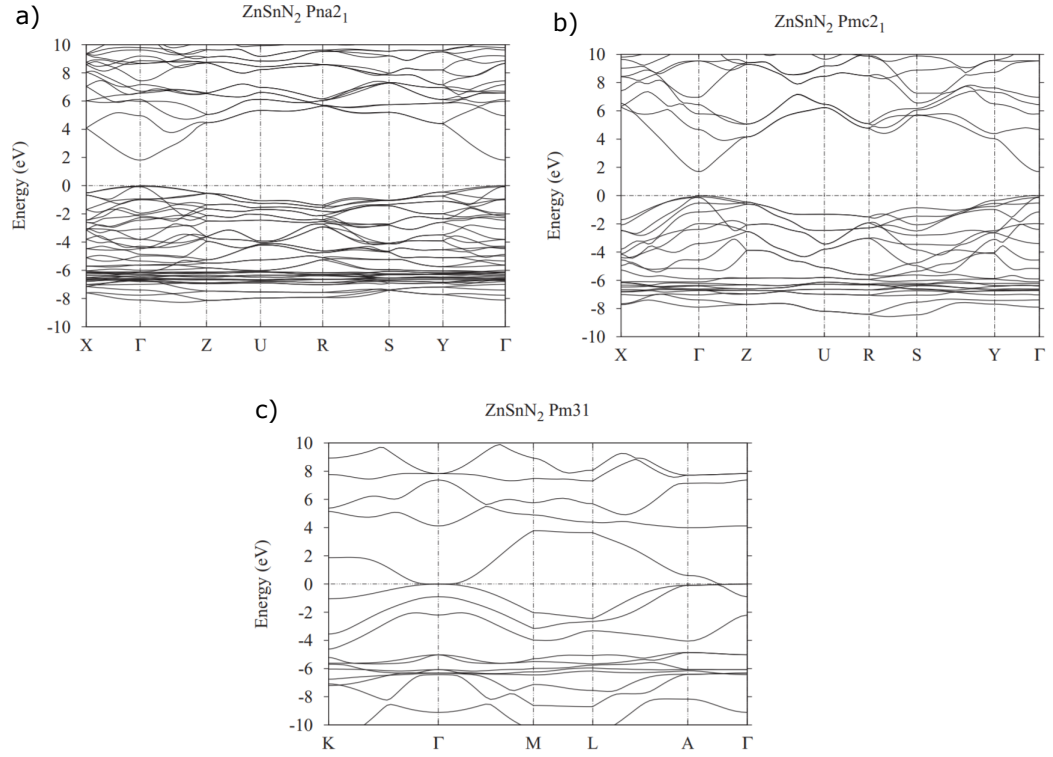 a)
ZnSnN₂ Pna2₁
10
8
6
4
2
0
-2
-4
-6
-8
-10
Energy (eV)
X Γ Z U R S Y Γ
b)
ZnSnN₂ Pmc2₁
10
8
6
4
2
0
-2
-4
-6
-8
-10
Energy (eV)
X Γ Z U R S Y Γ
c)
ZnSnN₂ Pm31
10
8
6
4
2
0
-2
-4
-6
-8
-10
Energy (eV)
K Γ M L A Γ